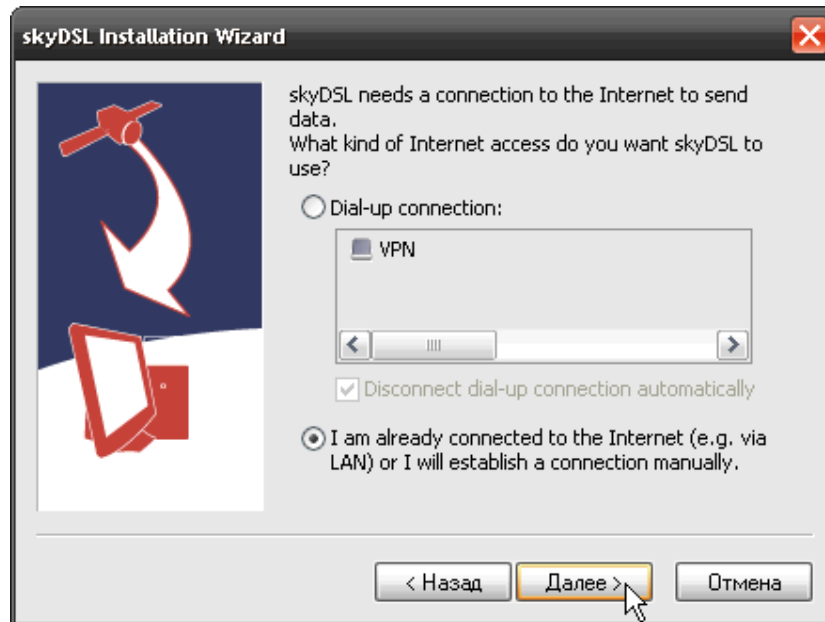 skyDSL Installation Wizard
skyDSL needs a connection to the Internet to send
data.
What kind of Internet access do you want skyDSL to
use?
Dial-up connection:
VPN
Disconnect dial-up connection automatically
I am already connected to the Internet (e.g. via
LAN) or I will establish a connection manually.
< Назад Далее > Отмена